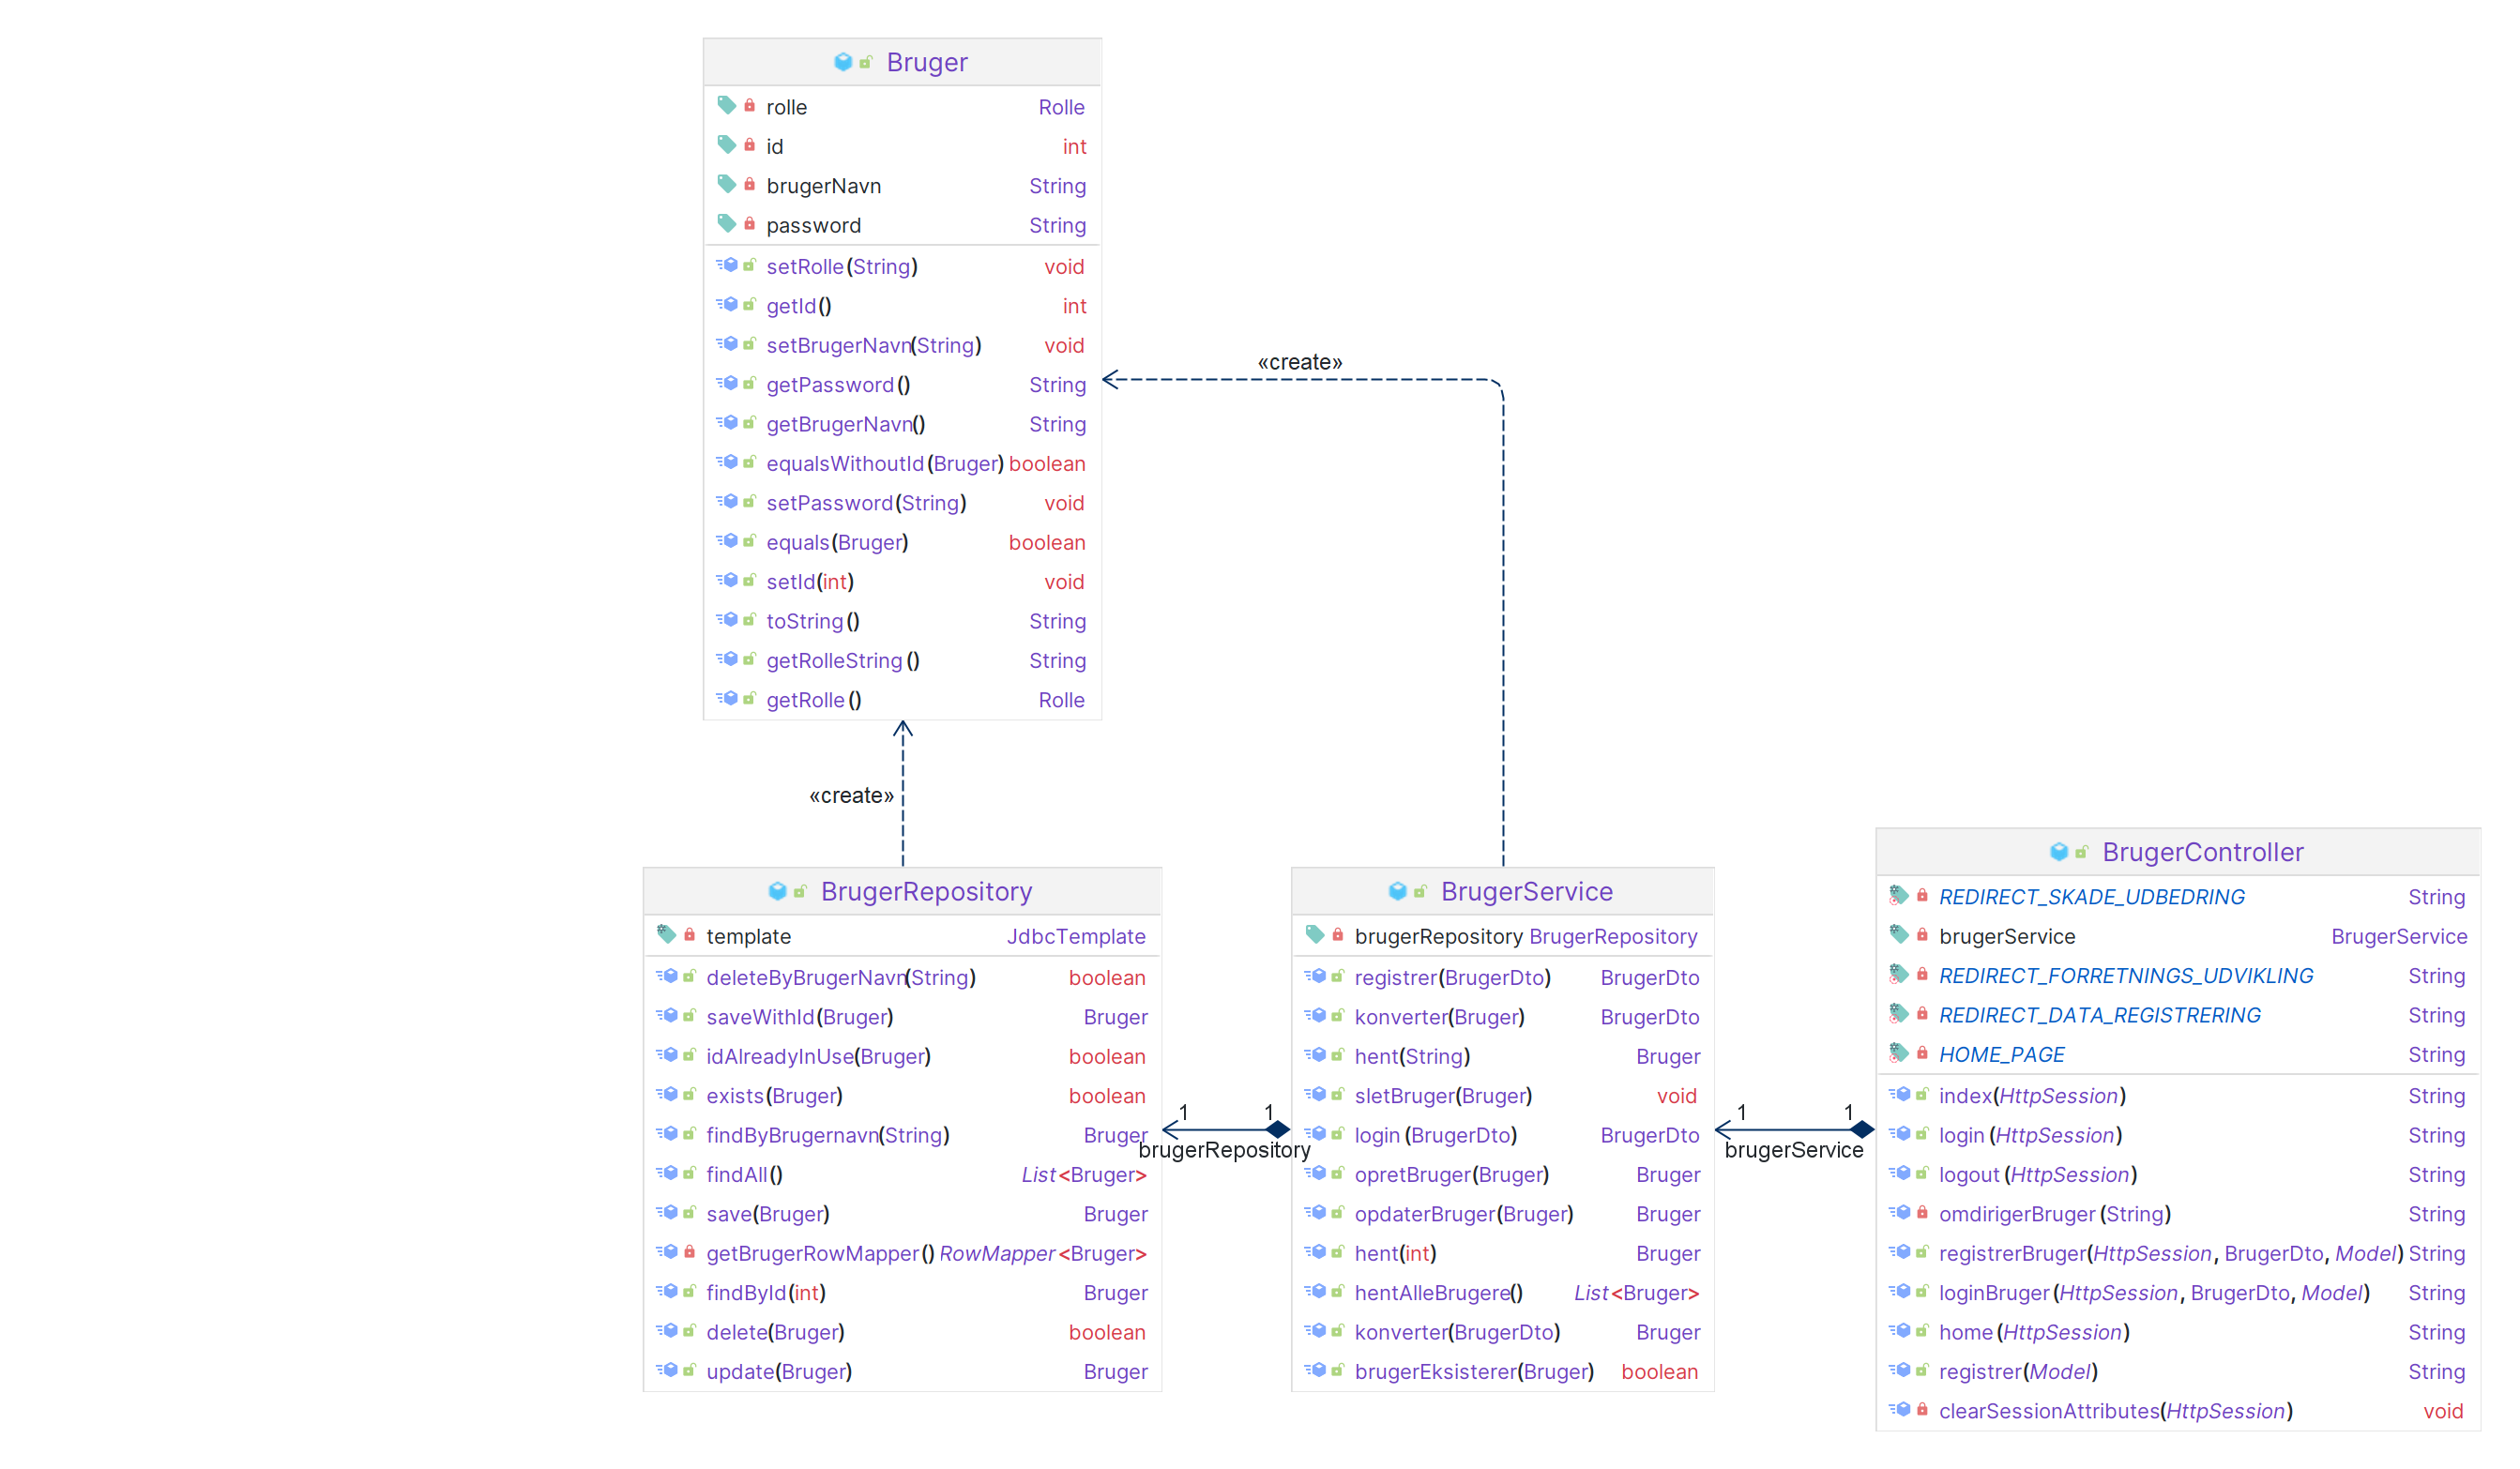 Bruger
rolle Rolle
id int
brugerNavn String
password String
setRolle(String) void
getId() int
setBrugerNavn(String) void
getPassword() String
getBrugerNavn() String
equalsWithoutId(Bruger) boolean
setPassword(String) void
equals(Bruger) boolean
setId(int) void
toString() String
getRolleString() String
getRolle() Rolle
«create»
«create»
BrugerRepository
template JdbcTemplate
deleteByBrugerNavn(String) boolean
saveWithId(Bruger) Bruger
idAlreadyInUse(Bruger) boolean
exists(Bruger) boolean
findByBrugernavn(String) Bruger
findAll() List<Bruger>
save(Bruger) Bruger
getBrugerRowMapper() RowMapper<Bruger>
findById(int) Bruger
delete(Bruger) boolean
update(Bruger) Bruger
1 1
brugerRepository
BrugerService
brugerRepository BrugerRepository
registrer(BrugerDto) BrugerDto
konverter(Bruger) BrugerDto
hent(String) Bruger
sletBruger(Bruger) void
login(BrugerDto) BrugerDto
opretBruger(Bruger) Bruger
opdaterBruger(Bruger) Bruger
hent(int) Bruger
hentAlleBrugere() List<Bruger>
konverter(BrugerDto) Bruger
brugerEksisterer(Bruger) boolean
1 1
brugerService
BrugerController
REDIRECT_SKADE_UDBEDRING String
brugerService BrugerService
REDIRECT_FORRETNINGS_UDVIKLING String
REDIRECT_DATA_REGISTRERING String
HOME_PAGE String
index(HttpSession) String
login(HttpSession) String
logout(HttpSession) String
omdirigerBruger(String) String
registrerBruger(HttpSession, BrugerDto, Model) String
loginBruger(HttpSession, BrugerDto, Model) String
home(HttpSession) String
registrer(Model) String
clearSessionAttributes(HttpSession) void